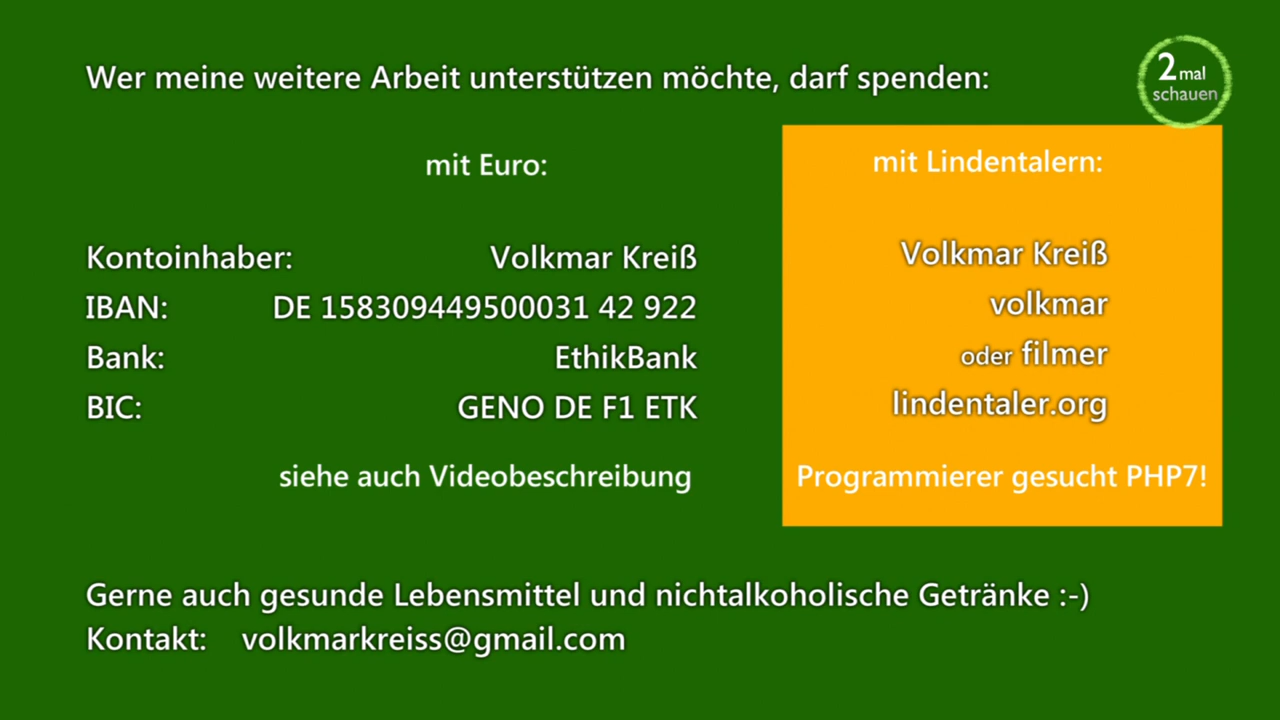 Wer meine weitere Arbeit unterstützen möchte, darf spenden:
2 mal
schauen
mit Euro:
Kontoinhaber: Volkmar Kreiß
IBAN: DE 158309449500031 42 922
Bank: EthikBank
BIC: GENO DE F1 ETK
siehe auch Videobeschreibung
mit Lindentalern:
Volkmar Kreiß
volkmar
oder filmer
lindentaler.org
Programmierer gesucht PHP7!
Gerne auch gesunde Lebensmittel und nichtalkoholische Getränke :-)
Kontakt: volkmarkreiss@gmail.com